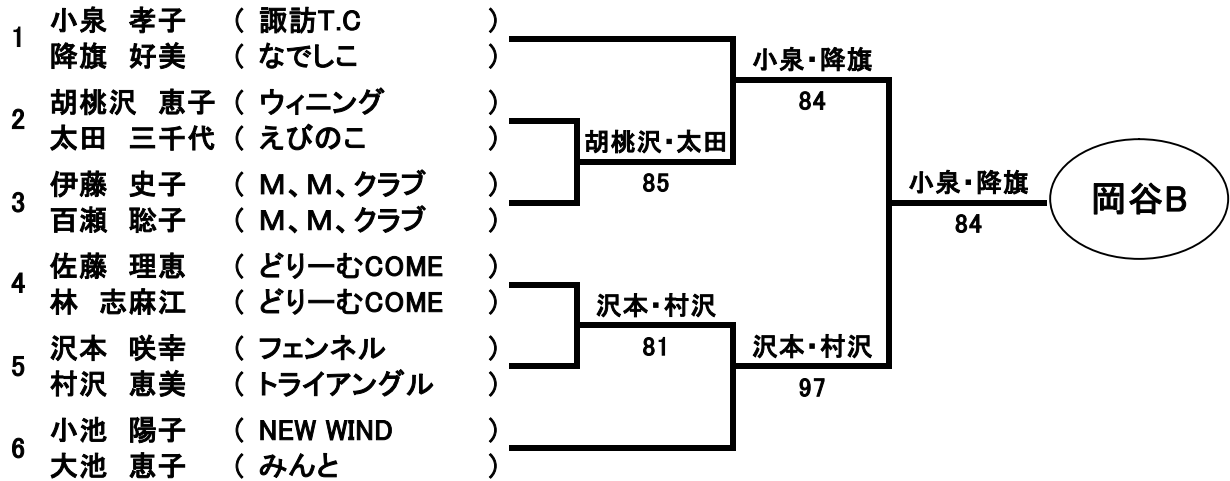 1
小泉　孝子　（ 諏訪T.C　）
降旗　好美　（ なでしこ　）
2
胡桃沢　恵子（ ウィニング　）
太田　三千代（ えびのこ　）
3
伊藤　史子　（ M、M、クラブ　）
百瀬　聡子　（ M、M、クラブ　）
4
佐藤　理恵　（ どりーむCOME　）
林　志麻江　（ どりーむCOME　）
5
沢本　咲幸　（ フェンネル　）
村沢　恵美　（ トライアングル　）
6
小池　陽子　（ NEW WIND　）
大池　恵子　（ みんと　）
胡桃沢・太田
85
沢本・村沢
81
小泉・降旗
84
沢本・村沢
97
小泉・降旗
84
岡谷B